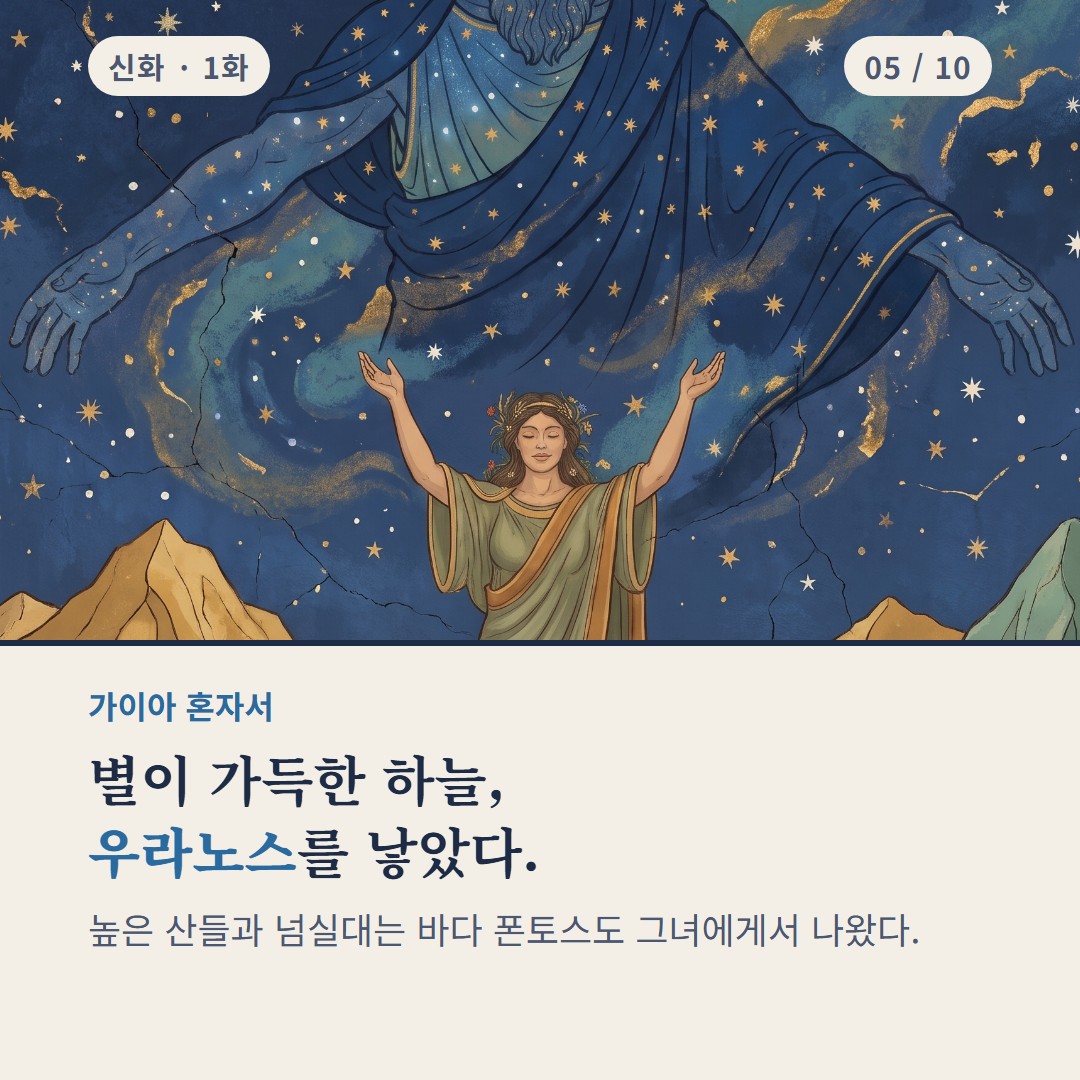 신화 · 1화
05 / 10
가이아 혼자서
별이 가득한 하늘,
우라노스를 낳았다.
높은 산들과 넘실대는 바다 폰토스도 그녀에게서 나왔다.